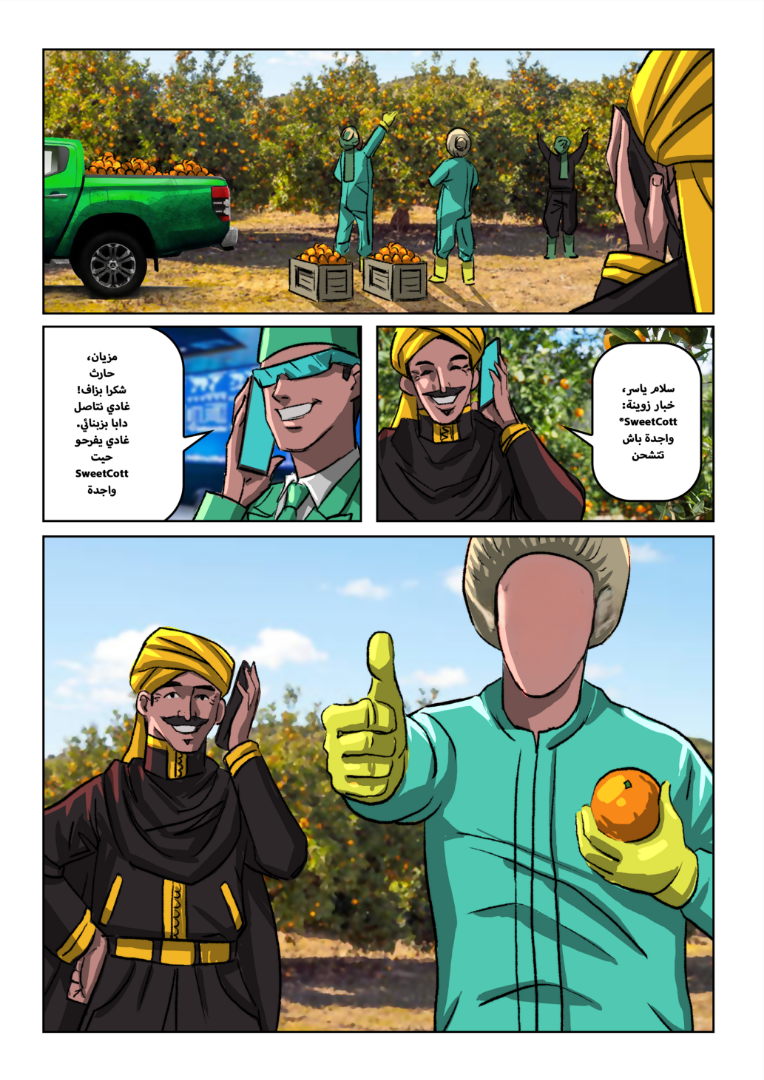 سلام ياسر،
خبار زوينة:
SweetCott*
واجدة باش
تتشحن
مزيان،
حارث
شكرا بزاف!
غادي نتاصل
دابا بزبنائي.
غادي يفرحو
حيت
SweetCott
واجدة